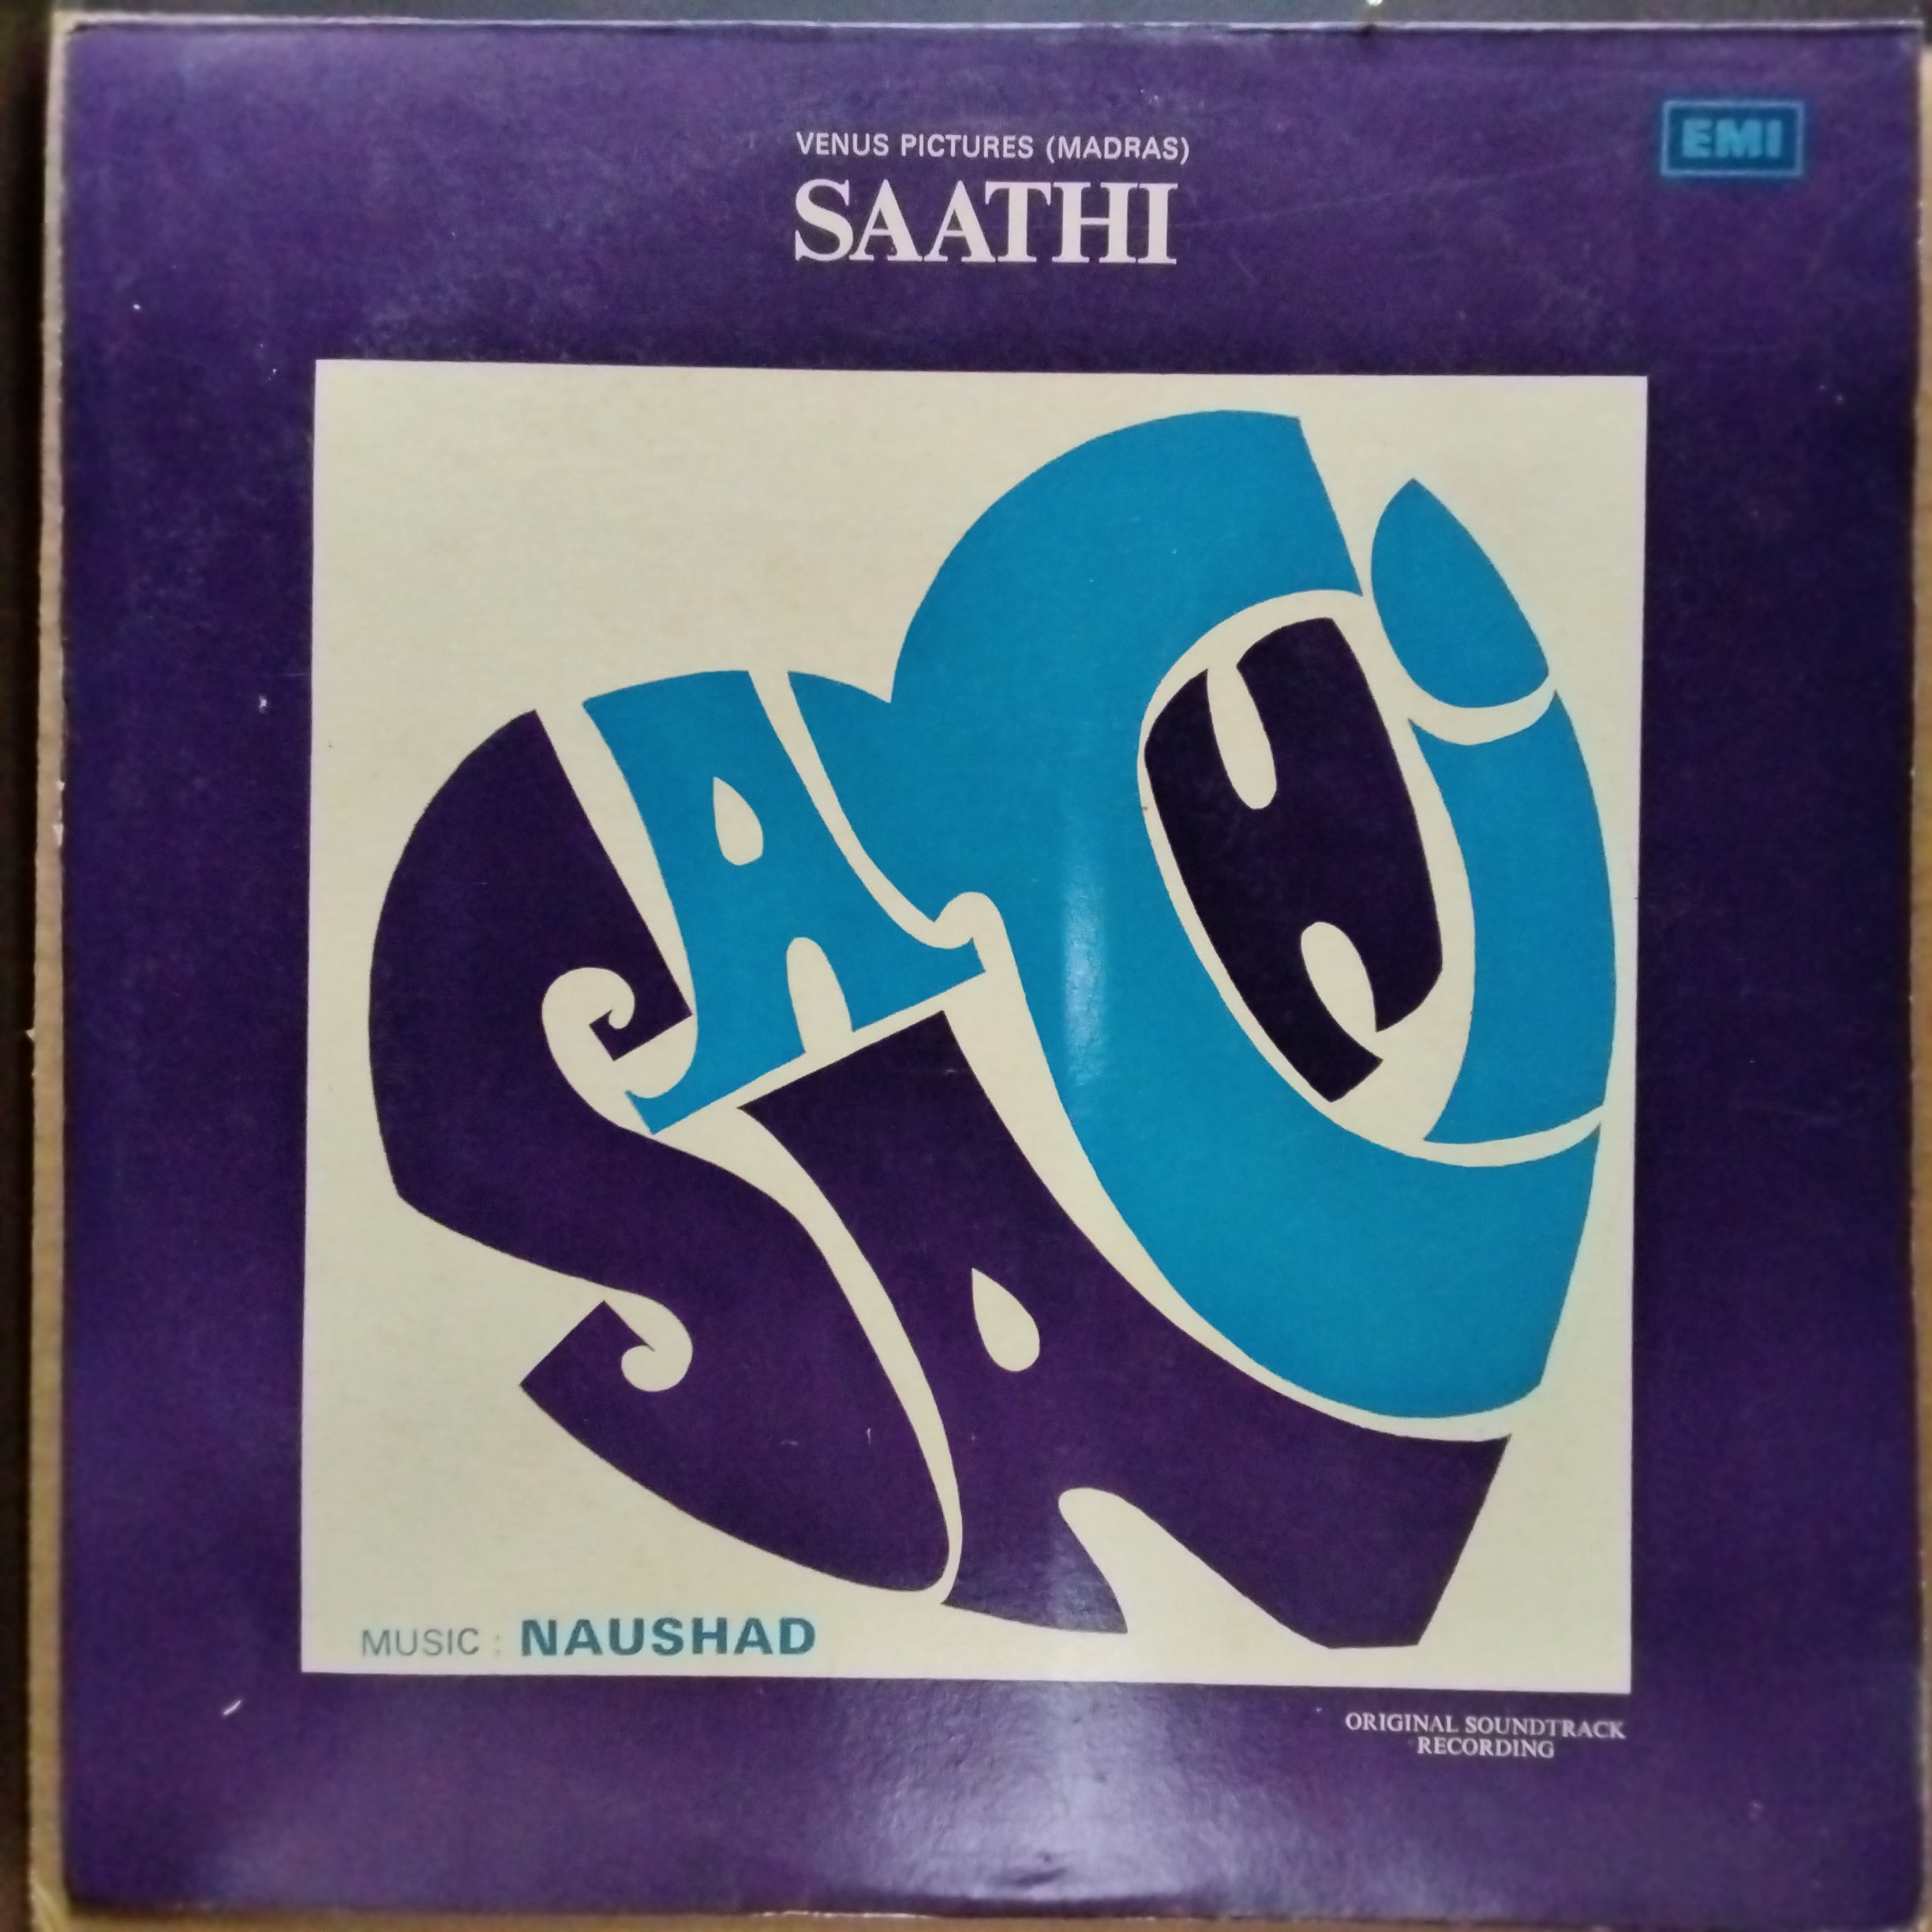 VENUS PICTURES (MADRAS)
SAATHI
EMI
SAATHi
MUSIC : NAUSHAD
ORIGINAL SOUNDTRACK
RECORDING